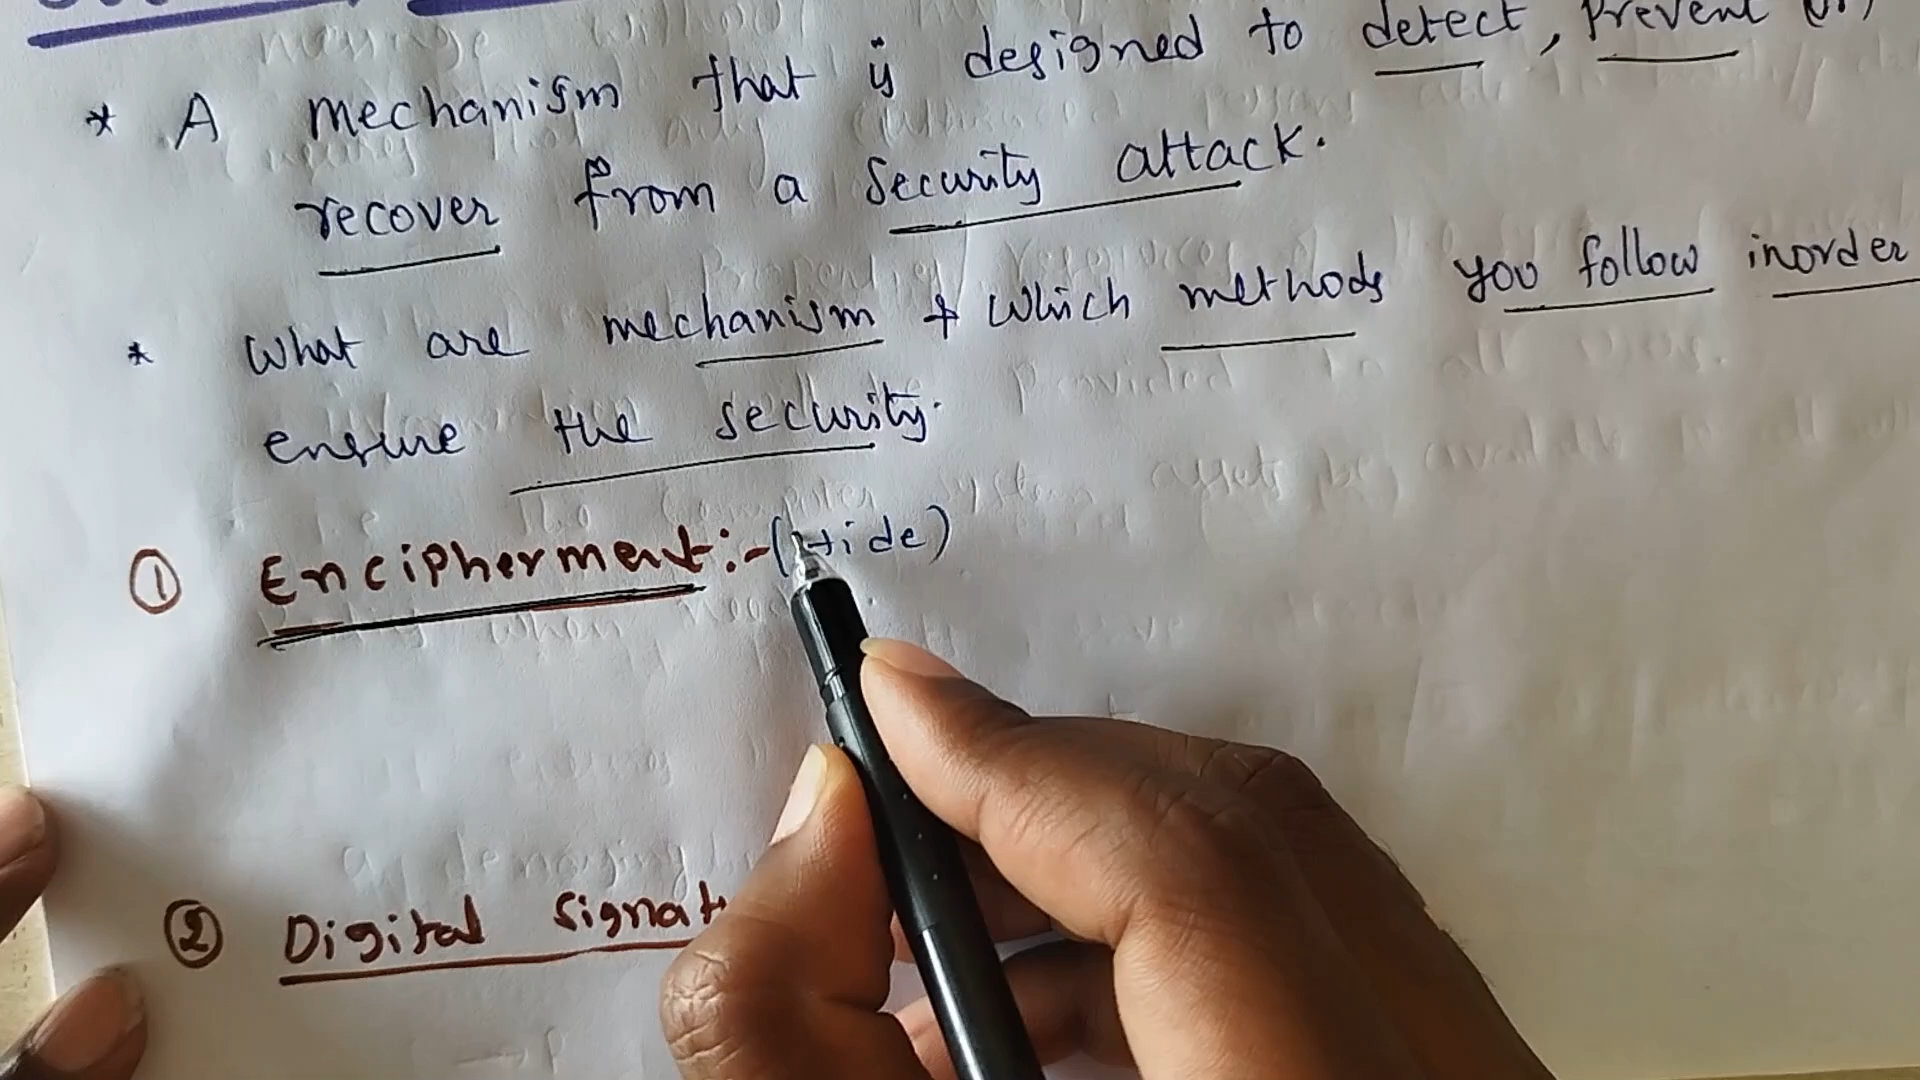 * A mechanism that is designed to detect, Prevent (or)
recover from a security attack.
* What are mechanism & which methods you follow inorder
ensure the security.
① Encipherment:-(Hide)
② Digital Signat